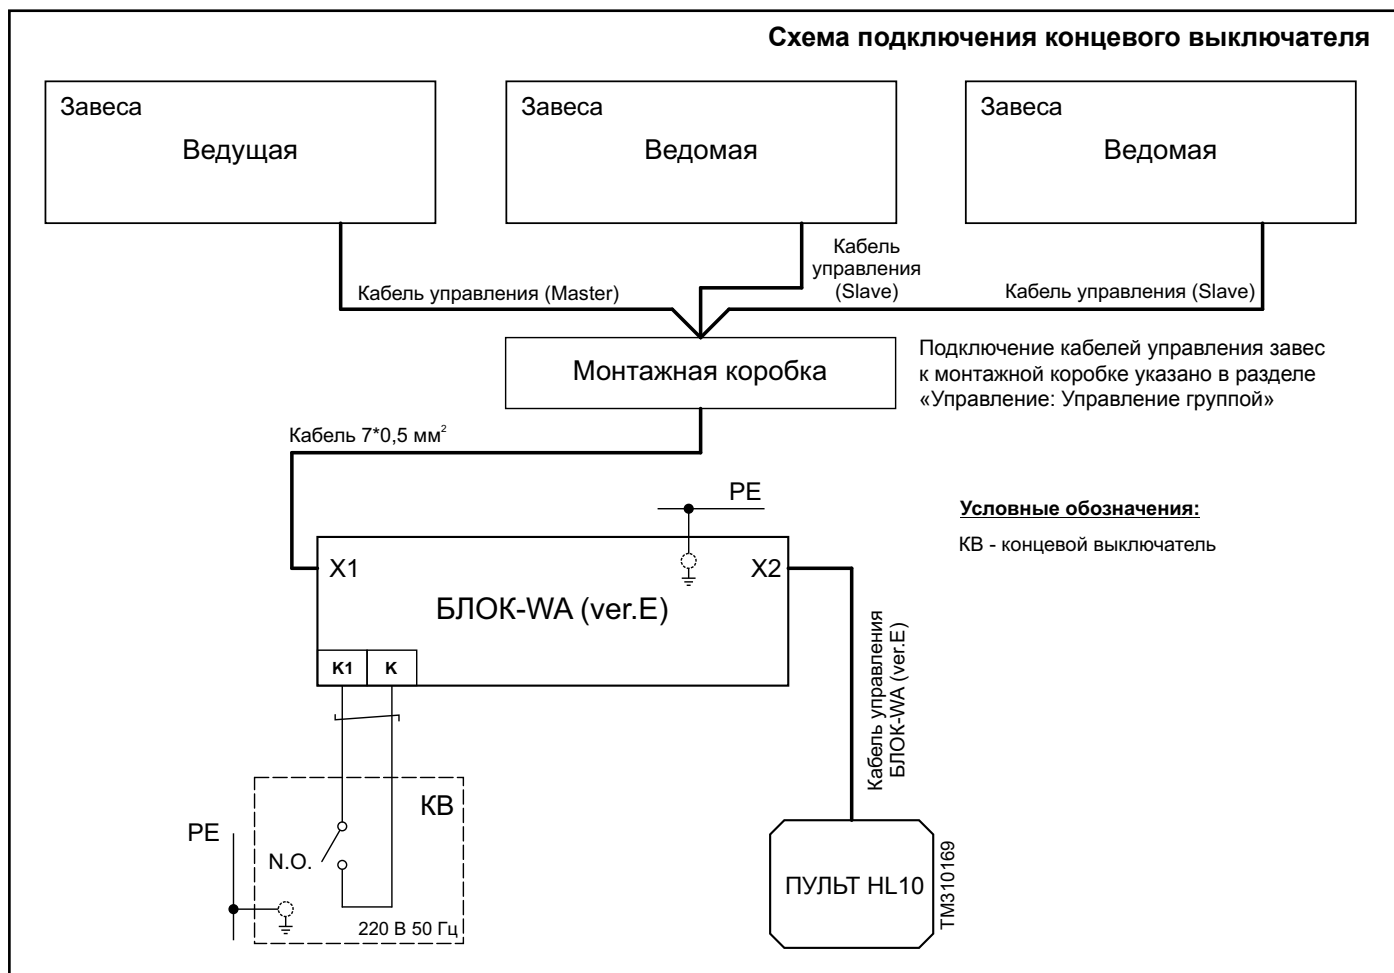 Схема подключения концевого выключателя
Завеса
Ведущая
Завеса
Ведомая
Завеса
Ведомая
Кабель управления (Master)
Кабель
управления
(Slave)
Кабель управления (Slave)
Монтажная коробка
Подключение кабелей управления завес
к монтажной коробке указано в разделе
«Управление: Управление группой»
Кабель 7*0,5 мм²
PE
Условные обозначения:
КВ - концевой выключатель
X1
X2
БЛОК-WA (ver.E)
К1
К
Кабель управления
БЛОК-WA (ver.E)
КВ
PE
N.O.
220 В 50 Гц
ПУЛЬТ HL10
TM310169